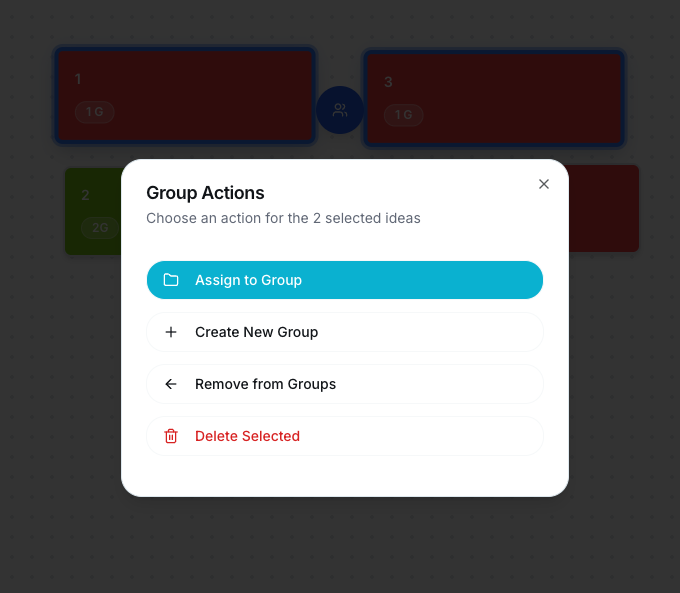 1
3
1 G
1 G
2
2G
Group Actions
Choose an action for the 2 selected ideas
Assign to Group
Create New Group
Remove from Groups
Delete Selected